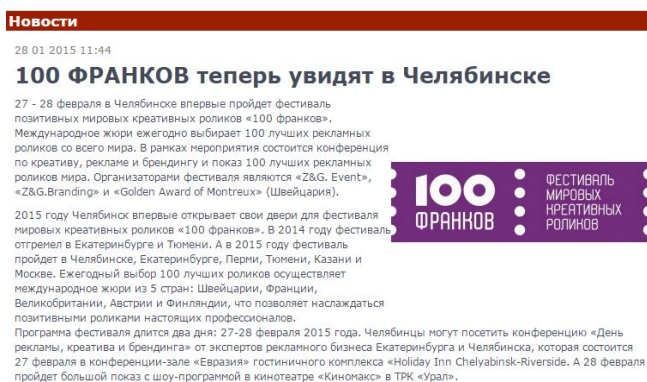 Новости
28 01 2015 11:44
100 ФРАНКОВ теперь увидят в Челябинске
27 - 28 февраля в Челябинске впервые пройдет фестиваль
позитивных мировых креативных роликов «100 франков».
Международное жюри ежегодно выбирает 100 лучших рекламных
роликов со всего мира. В рамках мероприятия состоится конференция
по креативу, рекламе и брендингу и показ 100 лучших рекламных
роликов мира. Организаторами фестиваля являются «Z&G. Event»,
«Z&G.Branding» и «Golden Award of Montreux» (Швейцария).
100
ФРАНКОВ
ФЕСТИВАЛЬ
МИРОВЫХ
КРЕАТИВНЫХ
РОЛИКОВ
2015 году Челябинск впервые открывает свои двери для фестиваля
мировых креативных роликов «100 франков». В 2014 году фестиваль
отгремел в Екатеринбурге и Тюмени. А в 2015 году фестиваль
пройдет в Челябинске, Екатеринбурге, Перми, Тюмени, Казани и
Москве. Ежегодный выбор 100 лучших роликов осуществляет
международное жюри из 5 стран: Швейцарии, Франции,
Великобритании, Австрии и Финляндии, что позволяет наслаждаться
позитивными роликами настоящих профессионалов.
Программа фестиваля длится два дня: 27-28 февраля 2015 года. Челябинцы могут посетить конференцию «День
рекламы, креатива и брендинга» от экспертов рекламного бизнеса Екатеринбурга и Челябинска, которая состоится
27 февраля в конференции-зале «Евразия» гостиничного комплекса «Holiday Inn Chelyabinsk-Riverside. А 28 февраля
пройдет большой показ с шоу-программой в кинотеатре «Киномакс» в ТРК «Урал».